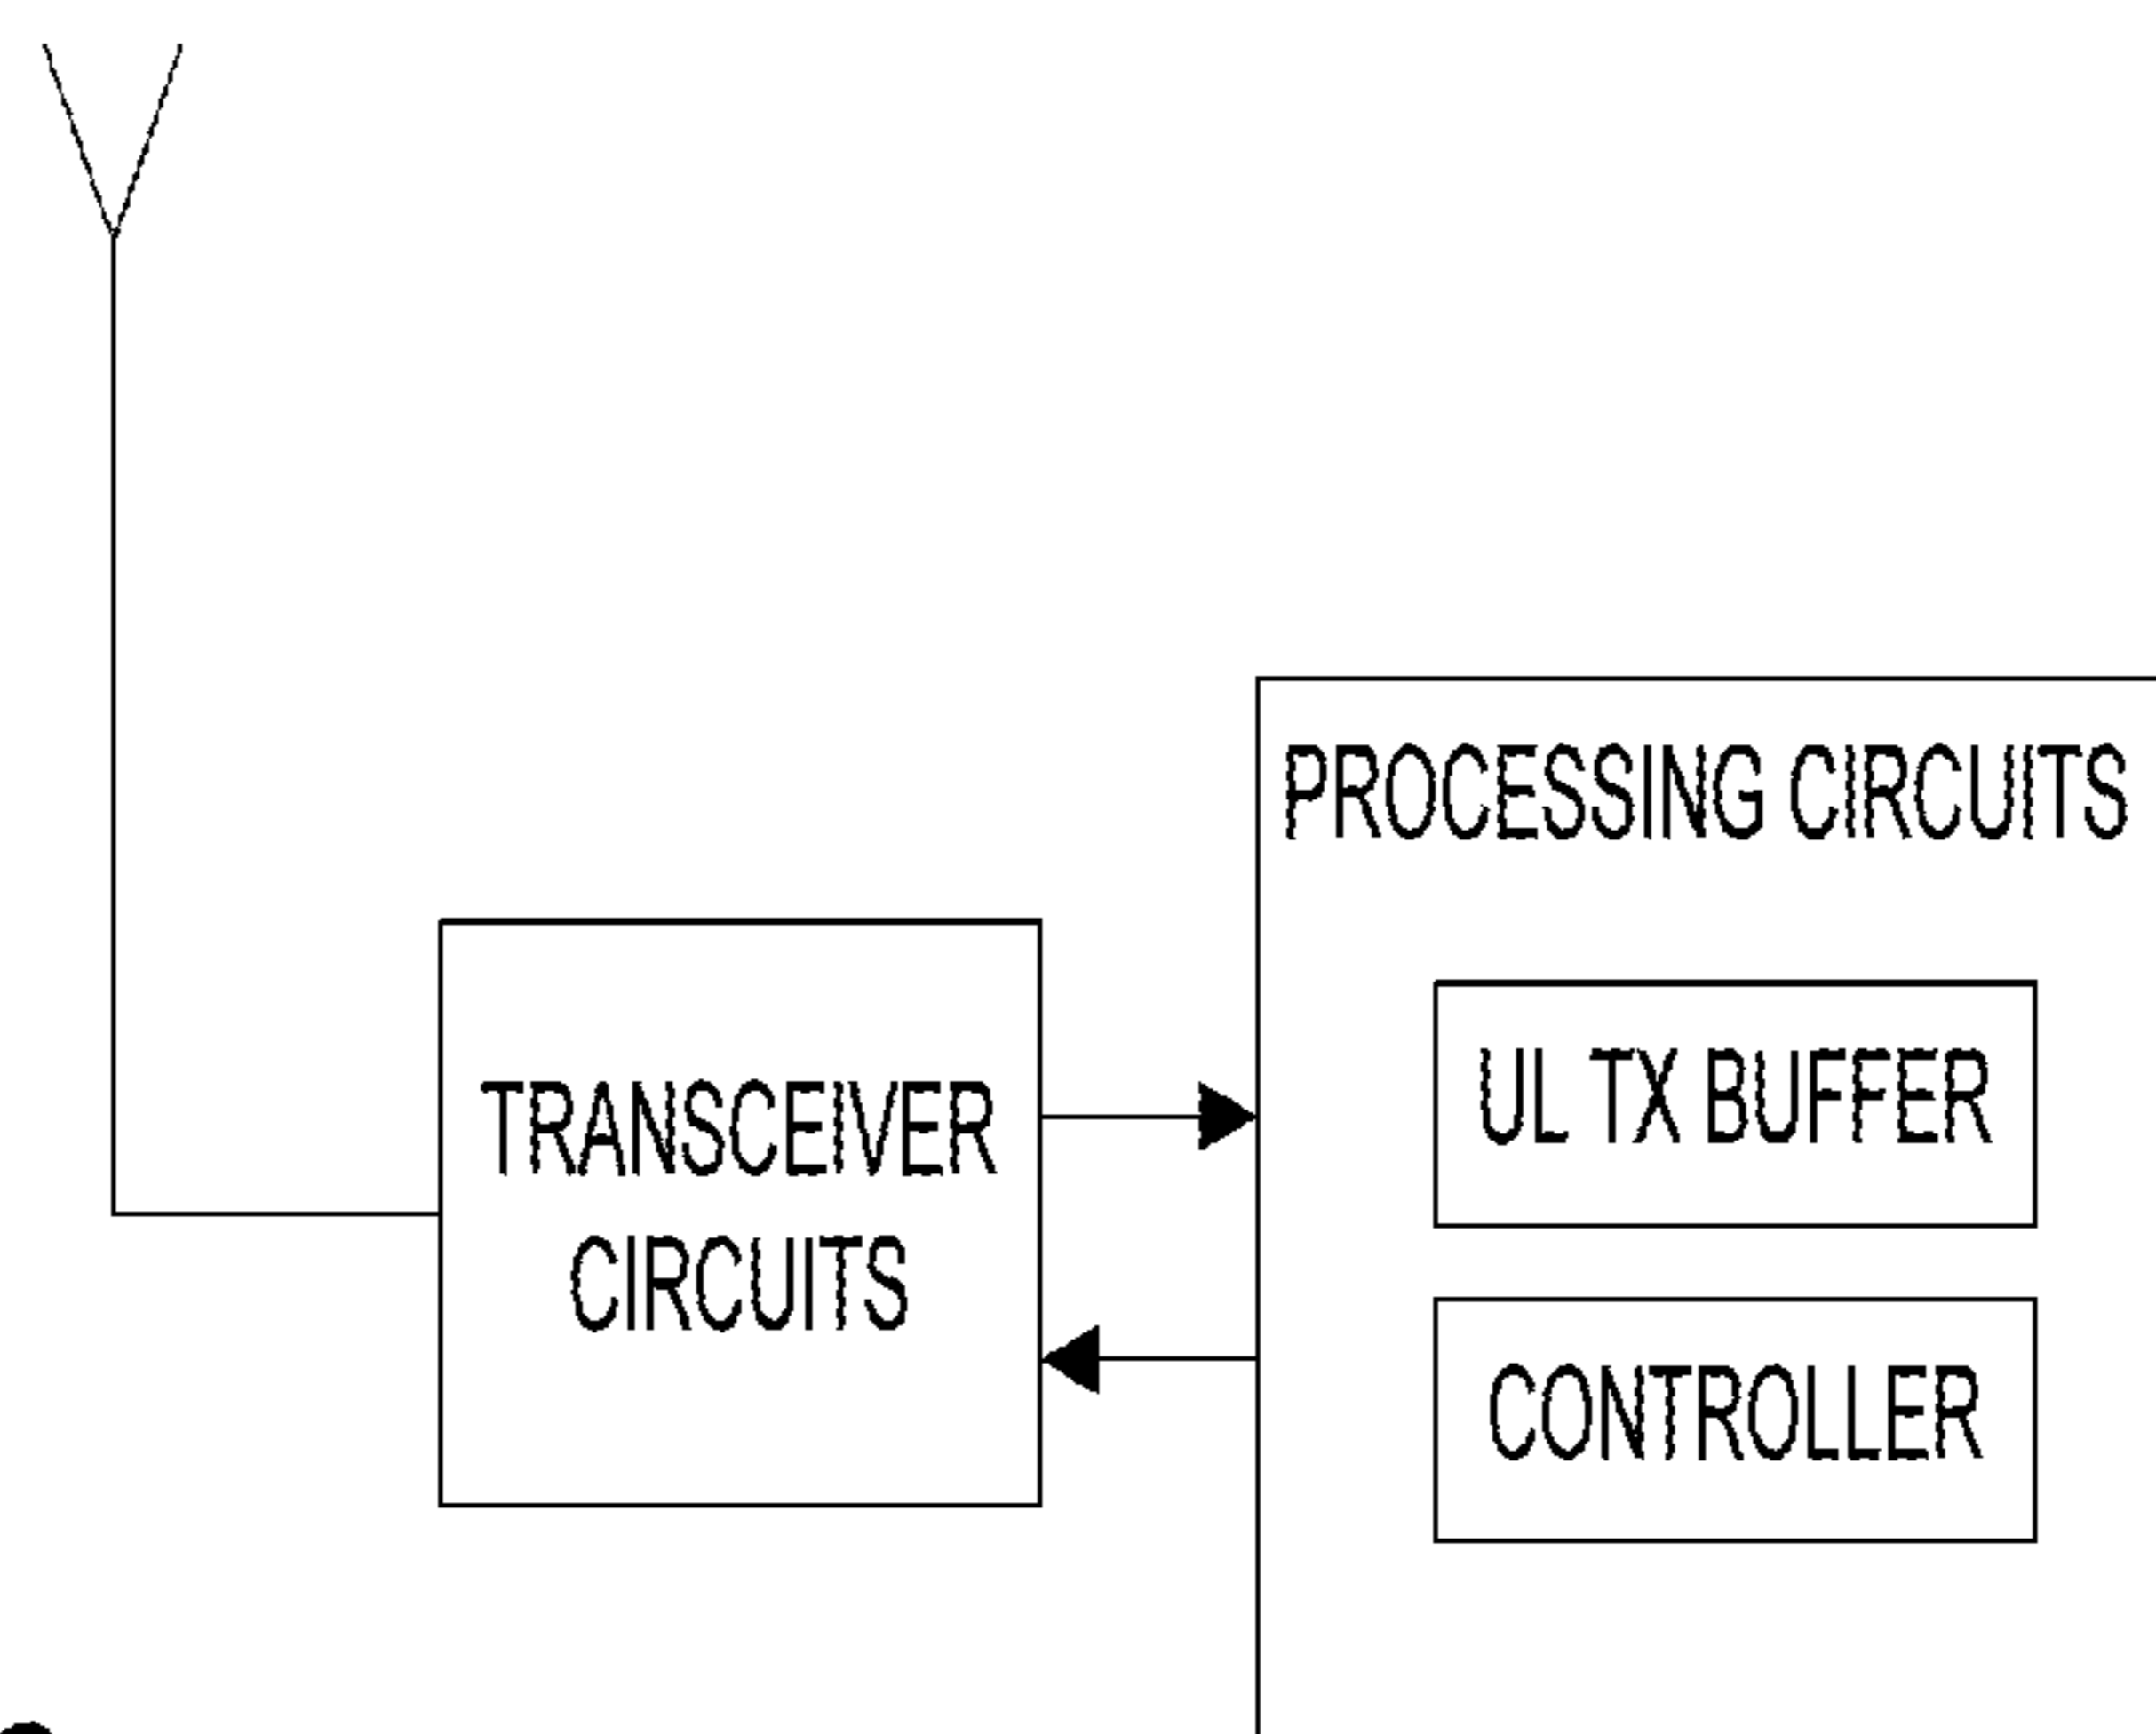 PROCESSING CIRCUITS
TRANSCEIVER
CIRCUITS
UL TX BUFFER
CONTROLLER